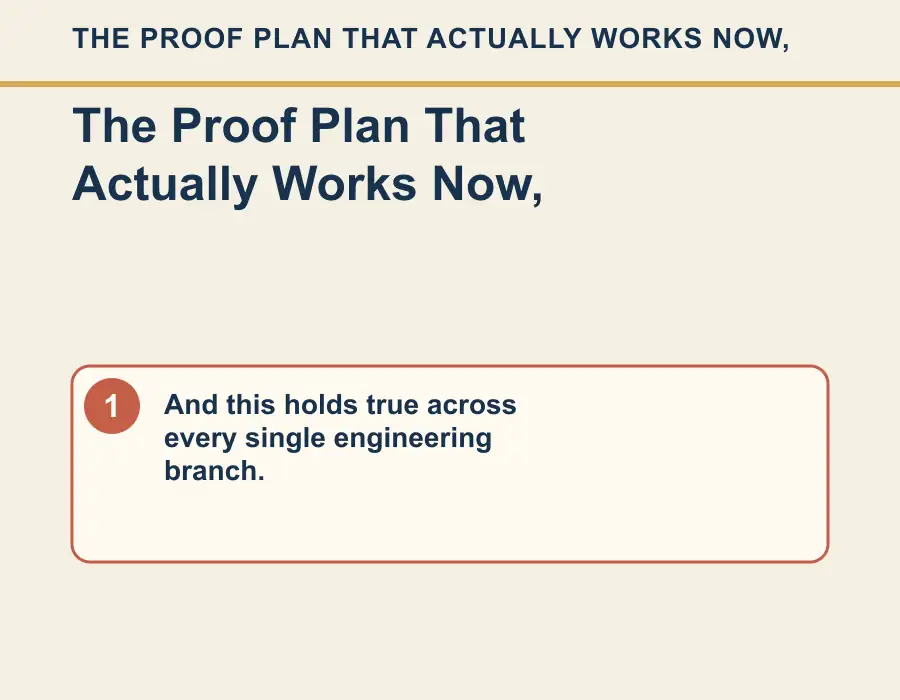 THE PROOF PLAN THAT ACTUALLY WORKS NOW,
The Proof Plan That
Actually Works Now,
1
And this holds true across
every single engineering
branch.